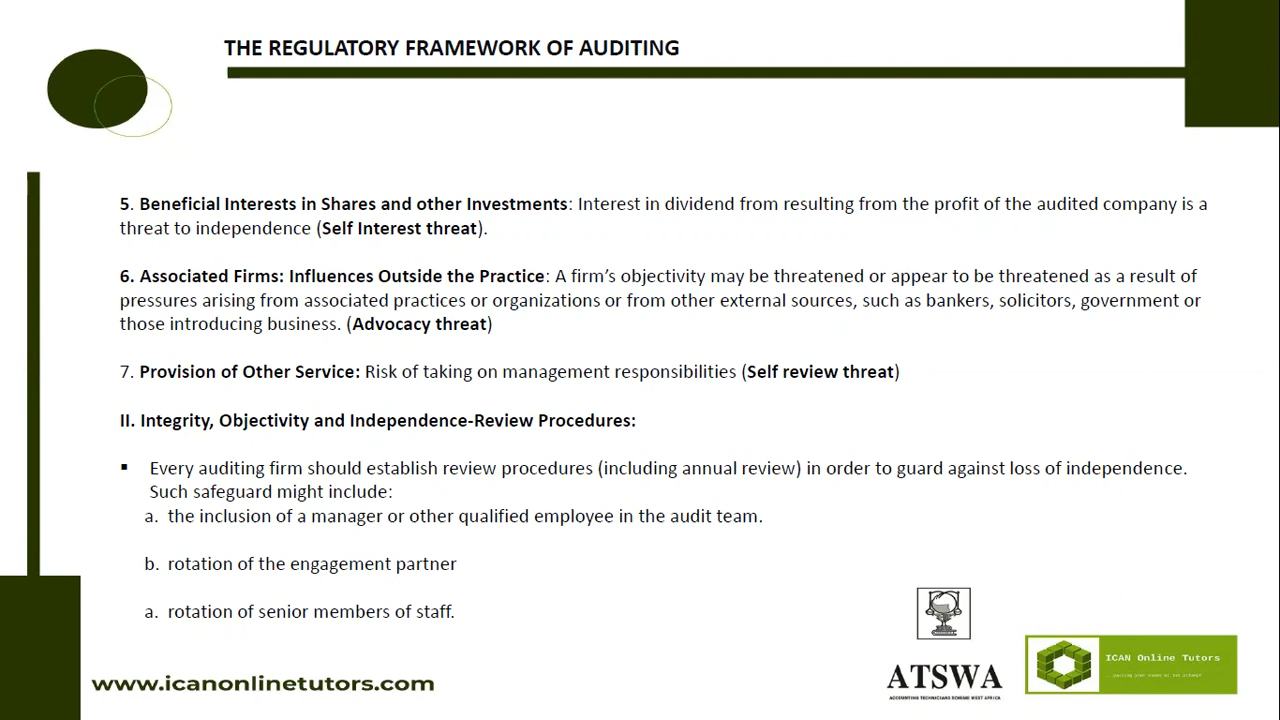 THE REGULATORY FRAMEWORK OF AUDITING
5. Beneficial Interests in Shares and other Investments: Interest in dividend from resulting from the profit of the audited company is a
threat to independence (Self Interest threat).
6. Associated Firms: Influences Outside the Practice: A firm’s objectivity may be threatened or appear to be threatened as a result of
pressures arising from associated practices or organizations or from other external sources, such as bankers, solicitors, government or
those introducing business. (Advocacy threat)
7. Provision of Other Service: Risk of taking on management responsibilities (Self review threat)
II. Integrity, Objectivity and Independence-Review Procedures:
▪ Every auditing firm should establish review procedures (including annual review) in order to guard against loss of independence.
Such safeguard might include:
a. the inclusion of a manager or other qualified employee in the audit team.
b. rotation of the engagement partner
a. rotation of senior members of staff.
www.icanonlinetutors.com
ATSWA
ACCOUNTING TECHNICIANS SCHEME WEST AFRICA
ICAN Online Tutors